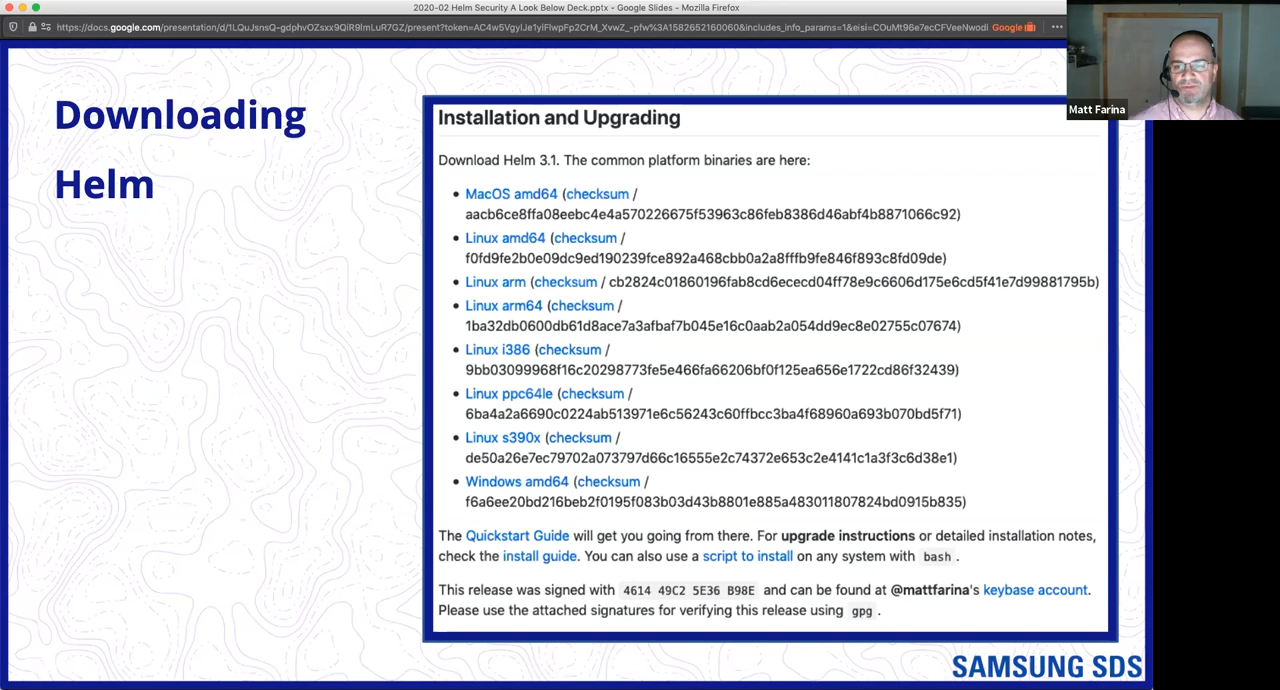 2020-02 Helm Security A Look Below Deck.pptx - Google Slides - Mozilla Firefox
Google
Matt Farina
Downloading
Helm
Installation and Upgrading
Download Helm 3.1. The common platform binaries are here:
• MacOS amd64 (checksum /
aacb6ce8ffa08eebc4e4a570226675f53963c86feb8386d46abf4b8871066c92)
• Linux amd64 (checksum /
f0fd9fe2b0e09dc9ed190239fce892a468cbb0a2a8fffb9fe846f893c8fd09de)
• Linux arm (checksum / cb2824c01860196fab8cd6ececd04ff78e9c6606d175e6cd5f41e7d99881795b)
• Linux arm64 (checksum /
1ba32db0600db61d8ace7a3afbaf7b045e16c0aab2a054dd9ec8e02755c07674)
• Linux i386 (checksum /
9bb03099968f16c20298773fe5e466fa66206bf0f125ea656e1722cd86f32439)
• Linux ppc64le (checksum /
6ba4a2a6690c0224ab513971e6c56243c60ffbcc3ba4f68960a693b070bd5f71)
• Linux s390x (checksum /
de50a26e7ec79702a073797d66c16555e2c74372e653c2e4141c1a3f3c6d38e1)
• Windows amd64 (checksum /
f6a6ee20bd216beb2f0195f083b03d43b8801e885a483011807824bd0915b835)
The Quickstart Guide will get you going from there. For upgrade instructions or detailed installation notes,
check the install guide. You can also use a script to install on any system with bash.
This release was signed with 4614 49C2 5E36 B98E and can be found at @mattfarina's keybase account.
Please use the attached signatures for verifying this release using gpg.
SAMSUNG SDS